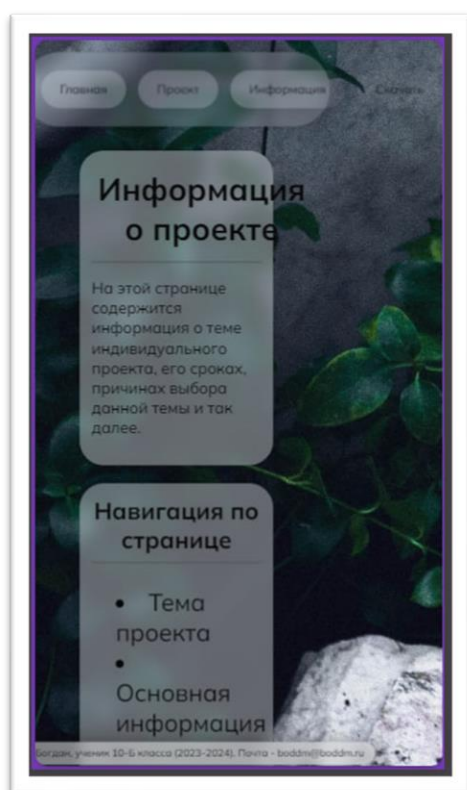 Главная Проект Информация Скачать
Информация
о проекте
На этой странице
содержится
информация о теме
индивидуального
проекта, его сроках,
причинах выбора
данной темы и так
далее.
Навигация по
странице
• Тема
проекта
•
Основная
информация
Богдан, ученик 10-Б класса (2023-2024). Почта - boddm@boddm.ru